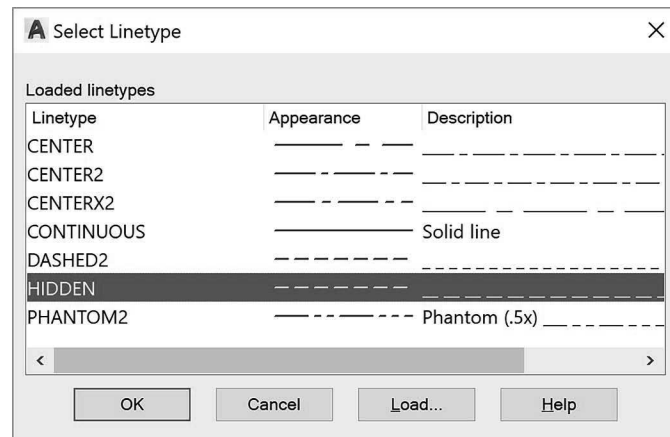 Select Linetype
Loaded linetypes
Linetype Appearance Description
CENTER
CENTER2
CENTERX2
CONTINUOUS Solid line
DASHED2
HIDDEN
PHANTOM2 Phantom (.5x)
OK Cancel Load... Help